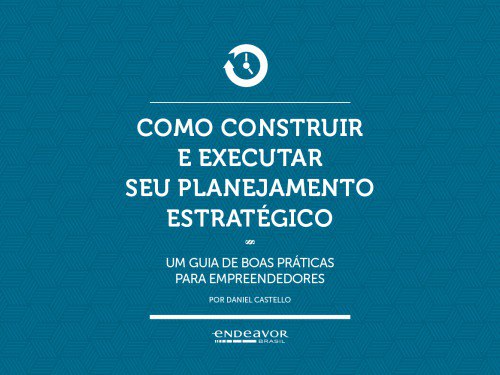 COMO CONSTRUIR
E EXECUTAR
SEU PLANEJAMENTO
ESTRATÉGICO
UM GUIA DE BOAS PRÁTICAS
PARA EMPREENDEDORES
POR DANIEL CASTELLO
ENDEAVOR
BRASIL